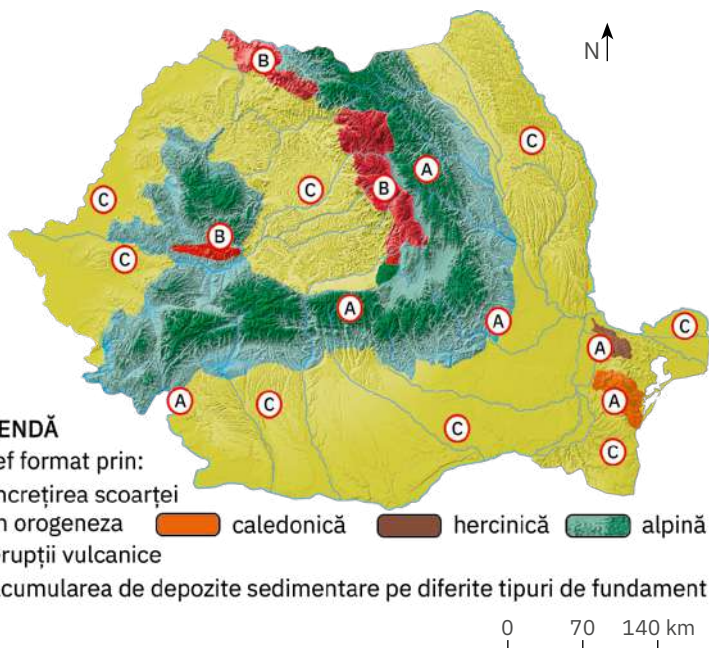 N
B
A
C
C
B
C
B
C
A
A
C
A
C
A
C
A
C
C
ENDĂ
ef format prin:
ncrețirea scoarței
n orogeneza caledonică hercinică alpină
erupții vulcanice
cumularea de depozite sedimentare pe diferite tipuri de fundament
0 70 140 km